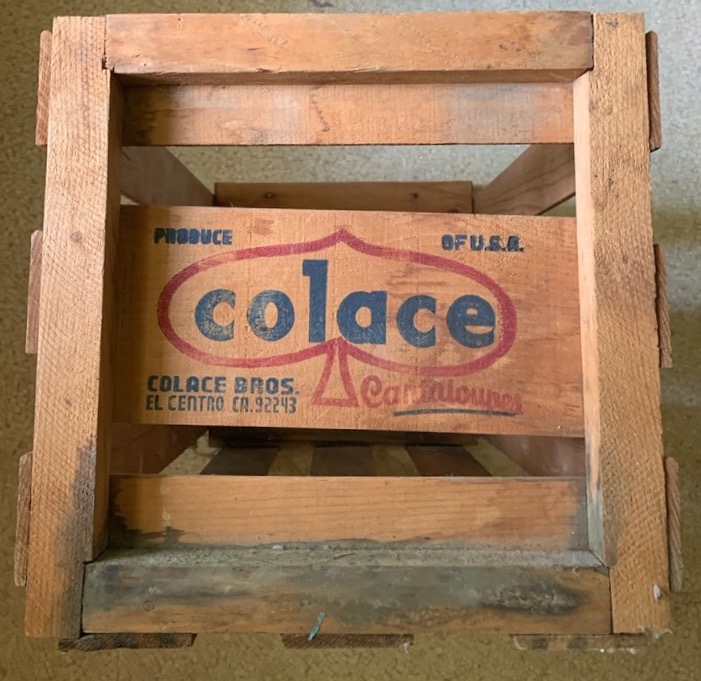 PRODUCE OF U.S.A.
colace
COLACE BROS.
EL CENTRO CA. 92243
Cantaloupes